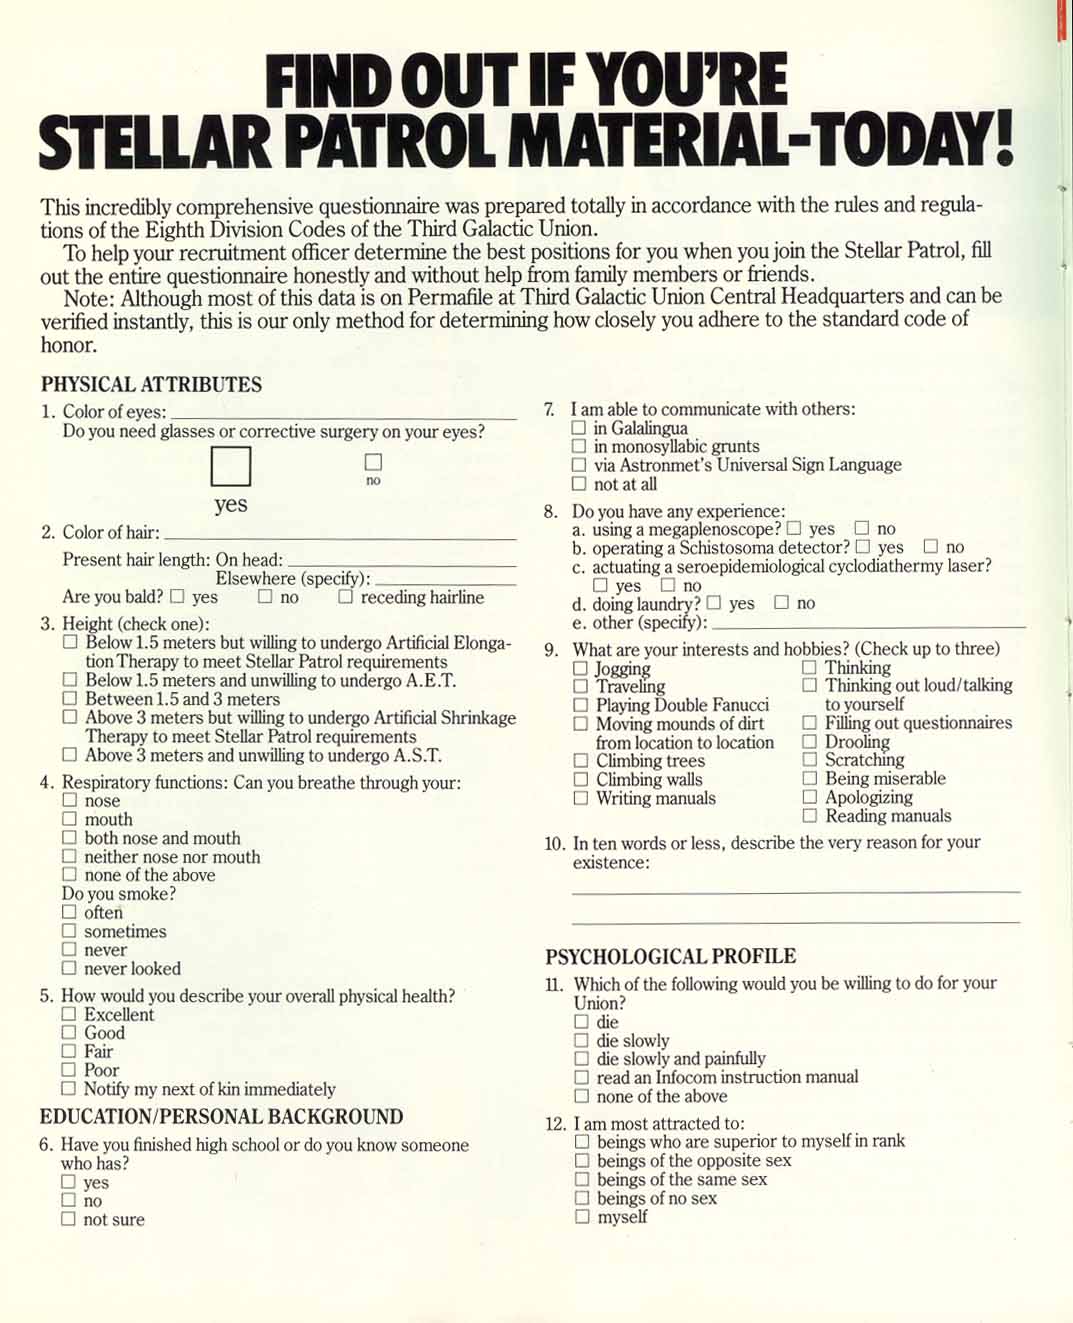 FIND OUT IF YOU'RE
STELLAR PATROL MATERIAL-TODAY!
This incredibly comprehensive questionnaire was prepared totally in accordance with the rules and regula-
tions of the Eighth Division Codes of the Third Galactic Union.
To help your recruitment officer determine the best positions for you when you join the Stellar Patrol, fill
out the entire questionnaire honestly and without help from family members or friends.
Note: Although most of this data is on Permafile at Third Galactic Union Central Headquarters and can be
verified instantly, this is our only method for determining how closely you adhere to the standard code of
honor.
PHYSICAL ATTRIBUTES
1. Color of eyes:
Do you need glasses or corrective surgery on your eyes?
yes no
2. Color of hair:
Present hair length: On head:
Elsewhere (specify):
Are you bald? ☐ yes ☐ no ☐ receding hairline
3. Height (check one):
☐ Below 1.5 meters but willing to undergo Artificial Elonga-
tion Therapy to meet Stellar Patrol requirements
☐ Below 1.5 meters and unwilling to undergo A.E.T.
☐ Between 1.5 and 3 meters
☐ Above 3 meters but willing to undergo Artificial Shrinkage
Therapy to meet Stellar Patrol requirements
☐ Above 3 meters and unwilling to undergo A.S.T.
4. Respiratory functions: Can you breathe through your:
☐ nose
☐ mouth
☐ both nose and mouth
☐ neither nose nor mouth
☐ none of the above
Do you smoke?
☐ often
☐ sometimes
☐ never
☐ never looked
5. How would you describe your overall physical health?
☐ Excellent
☐ Good
☐ Fair
☐ Poor
☐ Notify my next of kin immediately
EDUCATION/PERSONAL BACKGROUND
6. Have you finished high school or do you know someone
who has?
☐ yes
☐ no
☐ not sure
7. I am able to communicate with others:
☐ in Galalingua
☐ in monosyllabic grunts
☐ via Astronmet's Universal Sign Language
☐ not at all
8. Do you have any experience:
a. using a megaplenoscope? ☐ yes ☐ no
b. operating a Schistosoma detector? ☐ yes ☐ no
c. actuating a seroepidemiological cyclodiathermy laser?
☐ yes ☐ no
d. doing laundry? ☐ yes ☐ no
e. other (specify):
9. What are your interests and hobbies? (Check up to three)
☐ Jogging
☐ Traveling
☐ Playing Double Fanucci
☐ Moving mounds of dirt
from location to location
☐ Climbing trees
☐ Climbing walls
☐ Writing manuals
☐ Thinking
☐ Thinking out loud/talking
to yourself
☐ Filling out questionnaires
☐ Drooling
☐ Scratching
☐ Being miserable
☐ Apologizing
☐ Reading manuals
10. In ten words or less, describe the very reason for your
existence:
PSYCHOLOGICAL PROFILE
11. Which of the following would you be willing to do for your
Union?
☐ die
☐ die slowly
☐ die slowly and painfully
☐ read an Infocom instruction manual
☐ none of the above
12. I am most attracted to:
☐ beings who are superior to myself in rank
☐ beings of the opposite sex
☐ beings of the same sex
☐ beings of no sex
☐ myself